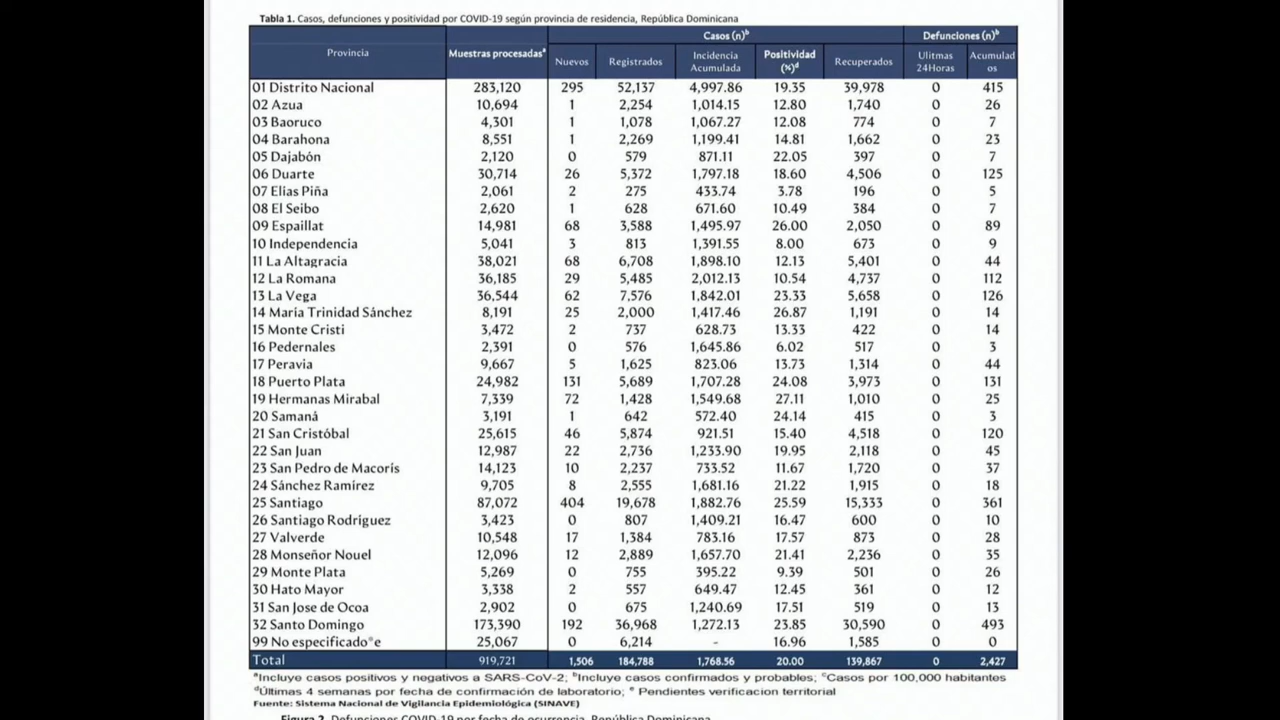 Tabla 1. Casos, defunciones y positividad por COVID-19 según provincia de residencia, República Dominicana
Provincia Muestras procesadasᵃ Casos (n)ᵇ Defunciones (n)ᵇ
Nuevos Registrados Incidencia Acumulada Positividad (%)ᵈ Recuperados Ulitmas 24Horas Acumulad os
01 Distrito Nacional 283,120 295 52,137 4,997.86 19.35 39,978 0 415
02 Azua 10,694 1 2,254 1,014.15 12.80 1,740 0 26
03 Baoruco 4,301 1 1,078 1,067.27 12.08 774 0 7
04 Barahona 8,551 1 2,269 1,199.41 14.81 1,662 0 23
05 Dajabón 2,120 0 579 871.11 22.05 397 0 7
06 Duarte 30,714 26 5,372 1,797.18 18.60 4,506 0 125
07 Elias Piña 2,061 2 275 433.74 3.78 196 0 5
08 El Seibo 2,620 1 628 671.60 10.49 384 0 7
09 Espaillat 14,981 68 3,588 1,495.97 26.00 2,050 0 89
10 Independencia 5,041 3 813 1,391.55 8.00 673 0 9
11 La Altagracia 38,021 68 6,708 1,898.10 12.13 5,401 0 44
12 La Romana 36,185 29 5,485 2,012.13 10.54 4,737 0 112
13 La Vega 36,544 62 7,576 1,842.01 23.33 5,658 0 126
14 María Trinidad Sánchez 8,191 25 2,000 1,417.46 26.87 1,191 0 14
15 Monte Cristi 3,472 2 737 628.73 13.33 422 0 14
16 Pedernales 2,391 0 576 1,645.86 6.02 517 0 3
17 Peravia 9,667 5 1,625 823.06 13.73 1,314 0 44
18 Puerto Plata 24,982 131 5,689 1,707.28 24.08 3,973 0 131
19 Hermanas Mirabal 7,339 72 1,428 1,549.68 27.11 1,010 0 25
20 Samaná 3,191 1 642 572.40 24.14 415 0 3
21 San Cristóbal 25,615 46 5,874 921.51 15.40 4,518 0 120
22 San Juan 12,987 22 2,736 1,233.90 19.95 2,118 0 45
23 San Pedro de Macorís 14,123 10 2,237 733.52 11.67 1,720 0 37
24 Sánchez Ramírez 9,705 8 2,555 1,681.16 21.22 1,915 0 18
25 Santiago 87,072 404 19,678 1,882.76 25.59 15,333 0 361
26 Santiago Rodríguez 3,423 0 807 1,409.21 16.47 600 0 10
27 Valverde 10,548 17 1,384 783.16 17.57 873 0 28
28 Monseñor Nouel 12,096 12 2,889 1,657.70 21.41 2,236 0 35
29 Monte Plata 5,269 0 755 395.22 9.39 501 0 26
30 Hato Mayor 3,338 2 557 649.47 12.45 361 0 12
31 San Jose de Ocoa 2,902 0 675 1,240.69 17.51 519 0 13
32 Santo Domingo 173,390 192 36,968 1,272.13 23.85 30,590 0 493
99 No especificado*e 25,067 0 6,214 - 16.96 1,585 0 0
Total 919,721 1,506 184,788 1,768.56 20.00 139,867 0 2,427
ᵃIncluye casos positivos y negativos a SARS-CoV-2; ᵇIncluye casos confirmados y probables; ᶜCasos por 100,000 habitantes
ᵈÚltimas 4 semanas por fecha de confirmación de laboratorio; ᵉ Pendientes verificacion territorial
Fuente: Sistema Nacional de Vigilancia Epidemiológica (SINAVE)
Figura 2. Defunciones COVID-19 por fecha de ocurrencia, República Dominicana